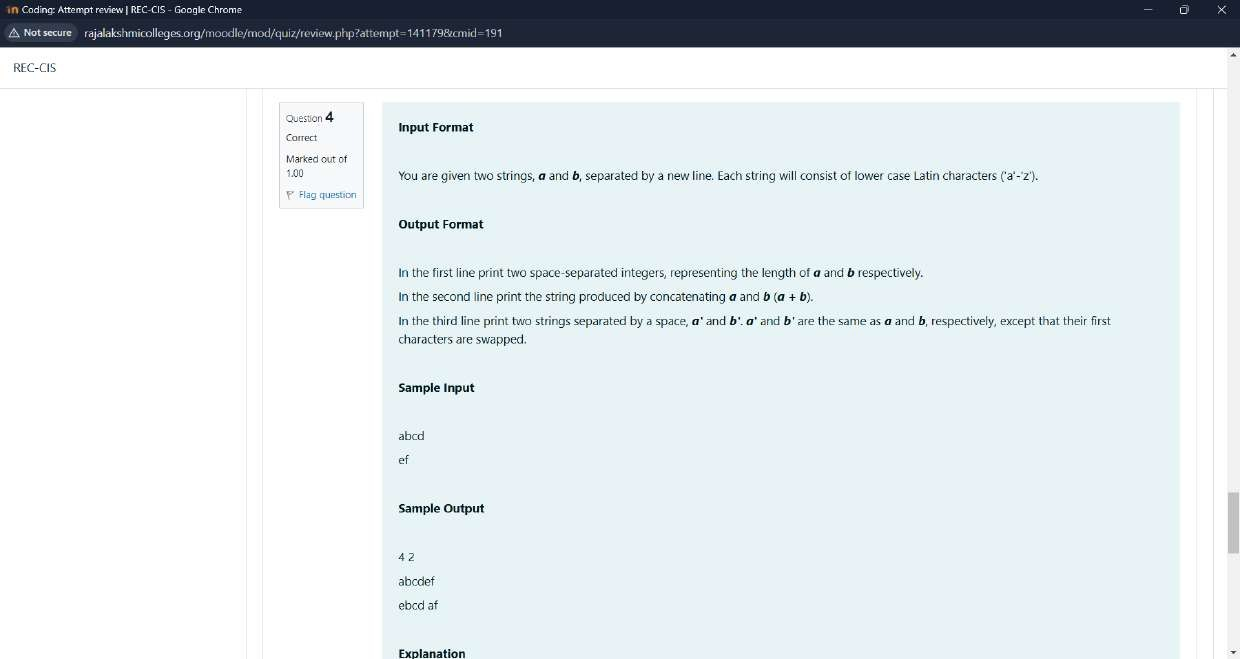 Coding: Attempt review | REC-CIS - Google Chrome
Not secure rajalakshmicolleges.org/moodle/mod/quiz/review.php?attempt=141179&cmid=191
REC-CIS
Question 4
Correct
Marked out of
1.00
Flag question
Input Format
You are given two strings, a and b, separated by a new line. Each string will consist of lower case Latin characters ('a'-'z').
Output Format
In the first line print two space-separated integers, representing the length of a and b respectively.
In the second line print the string produced by concatenating a and b (a + b).
In the third line print two strings separated by a space, a' and b'. a' and b' are the same as a and b, respectively, except that their first
characters are swapped.
Sample Input
abcd
ef
Sample Output
4 2
abcdef
ebcd af
Explanation